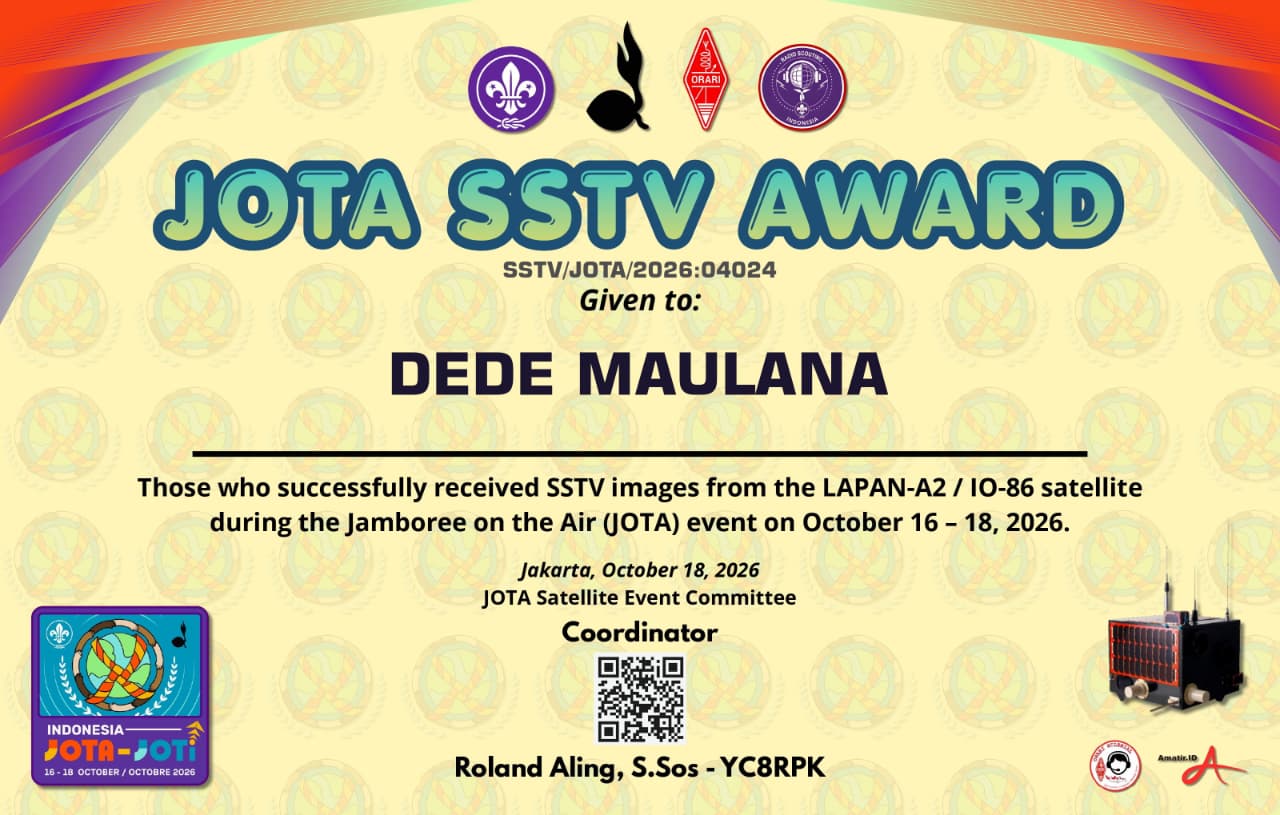 RADIO SCOUTING
ORARI
INDONESIA
JOTA SSTV AWARD
SSTV/JOTA/2026:04024
Given to:
DEDE MAULANA
Those who successfully received SSTV images from the LAPAN-A2 / IO-86 satellite
during the Jamboree on the Air (JOTA) event on October 16 – 18, 2026.
Jakarta, October 18, 2026
JOTA Satellite Event Committee
Coordinator
Roland Aling, S.Sos - YC8RPK
INDONESIA
JOTA-JOTI
16 - 18 OCTOBER / OCTOBRE 2026
Amatir.ID